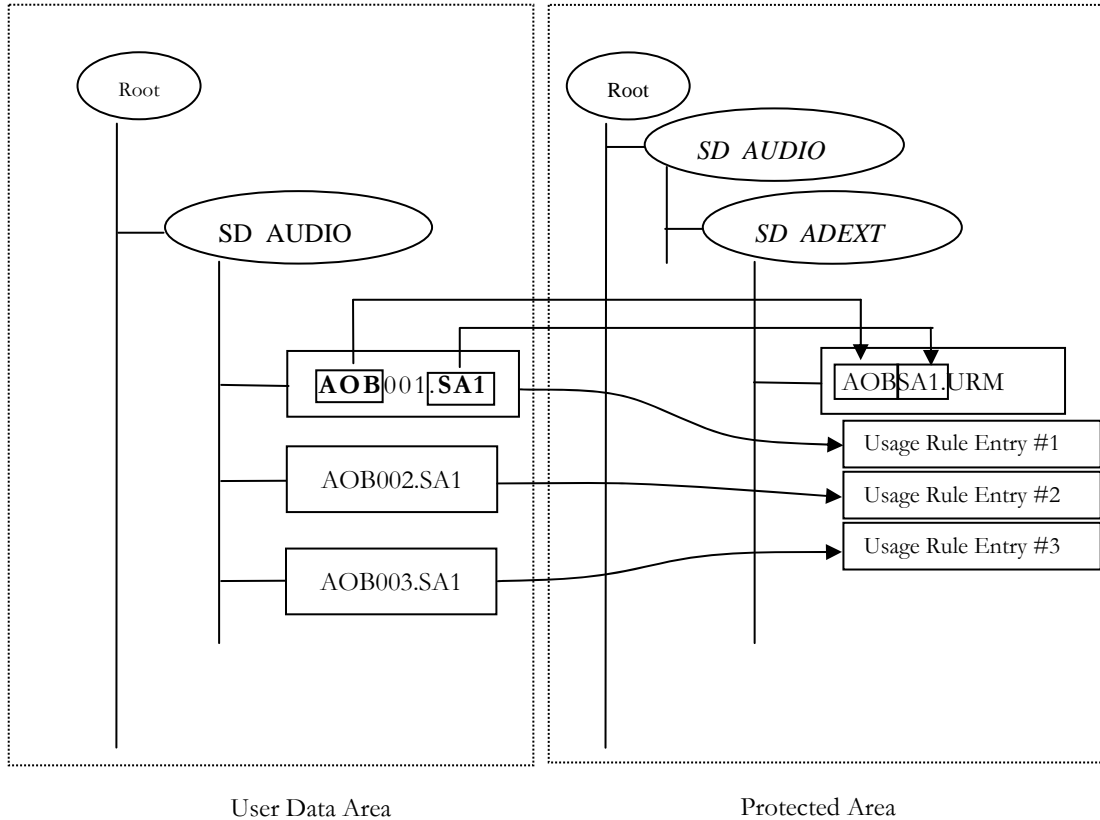 Root
SD AUDIO
AOB001.SA1
AOB002.SA1
AOB003.SA1
User Data Area
Root
SD AUDIO
SD ADEXT
AOBSA1.URM
Usage Rule Entry #1
Usage Rule Entry #2
Usage Rule Entry #3
Protected Area